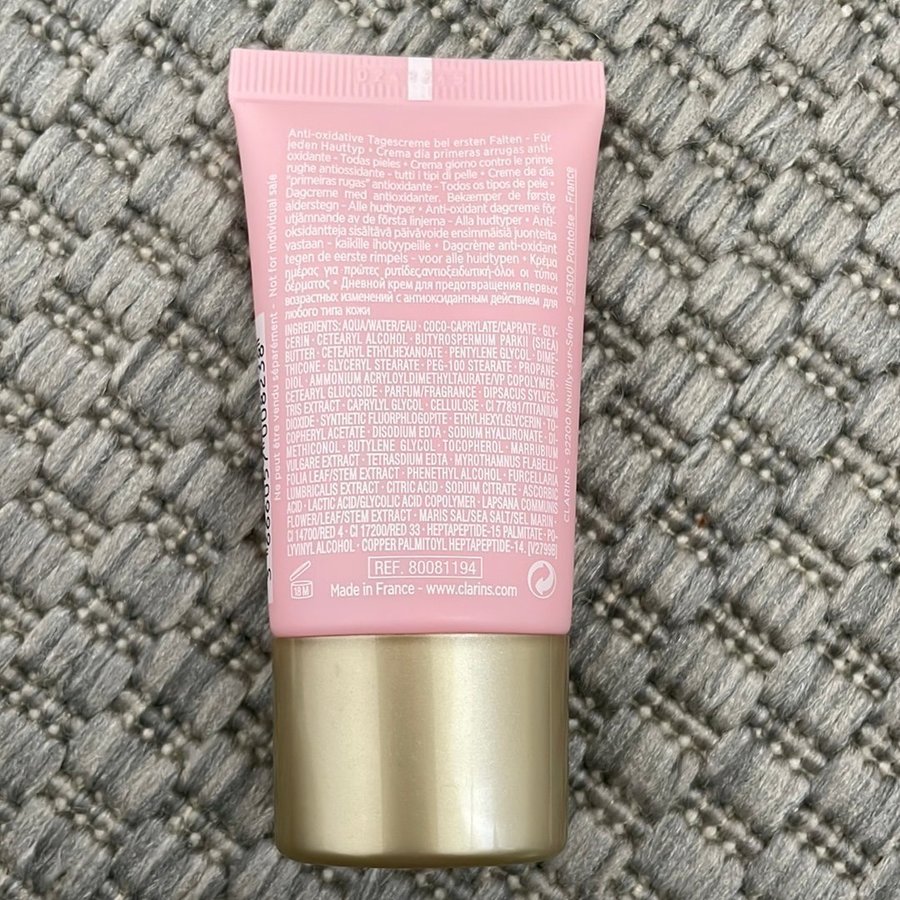 Anti-oxidative Tagescreme bei ersten Falten - Für
jeden Hauttyp • Crema día primeras arrugas anti-
oxidante - Todas pieles • Crema giorno contro le prime
rughe antiossidante - tutti i tipi di pelle • Creme de dia
"primeiras rugas" antioxidante - Todos os tipos de pele •
Dagcreme med antioxidanter. Bekæmper de første
alderstegn - Alle hudtyper • Anti-oxidant dagcreme för
utjämnande av de första linjerna - Alla hudtyper • Anti-
oksidantteja sisältävä päivävoide ensimmäisiä juonteita
vastaan - kaikille ihotyypeille • Dagcrème anti-oxidant
tegen de eerste rimpels - voor alle huidtypen • Κρέμα
ημέρας για πρώτες ρυτίδες,αντιοξειδωτική-όλοι οι τύποι
δέρματος • Дневной крем для предотвращения первых
возрастных изменений с антиоксидантным действием для
любого типа кожи
INGREDIENTS: AQUA/WATER/EAU · COCO-CAPRYLATE/CAPRATE · GLY-
CERIN · CETEARYL ALCOHOL · BUTYROSPERMUM PARKII (SHEA)
BUTTER · CETEARYL ETHYLHEXANOATE · PENTYLENE GLYCOL · DIME-
THICONE · GLYCERYL STEARATE · PEG-100 STEARATE · PROPANE-
DIOL · AMMONIUM ACRYLOYLDIMETHYLTAURATE/VP COPOLYMER ·
CETEARYL GLUCOSIDE · PARFUM/FRAGRANCE · DIPSACUS SYLVES-
TRIS EXTRACT · CAPRYLYL GLYCOL · CELLULOSE · CI 77891/TITANIUM
DIOXIDE · SYNTHETIC FLUORPHLOGOPITE · ETHYLHEXYLGLYCERIN · TO-
COPHERYL ACETATE · DISODIUM EDTA · SODIUM HYALURONATE · DI-
METHICONOL · BUTYLENE GLYCOL · TOCOPHEROL · MARRUBIUM
VULGARE EXTRACT · TETRASODIUM EDTA · MYROTHAMNUS FLABELLI-
FOLIA LEAF/STEM EXTRACT · PHENETHYL ALCOHOL · FURCELLARIA
LUMBRICALIS EXTRACT · CITRIC ACID · SODIUM CITRATE · ASCORBIC
ACID · LACTIC ACID/GLYCOLIC ACID COPOLYMER · LAPSANA COMMUNIS
FLOWER/LEAF/STEM EXTRACT · MARIS SAL/SEA SALT/SEL MARIN ·
CI 14700/RED 4 · CI 17200/RED 33 · HEPTAPEPTIDE-15 PALMITATE · PO-
LYVINYL ALCOHOL · COPPER PALMITOYL HEPTAPEPTIDE-14. [V2799B]
REF. 80081194
18 M
Made in France - www.clarins.com
Ne peut être vendu séparément - Not for individual sale
CLARINS - 92200 Neuilly-sur-Seine - 95300 Pontoise - France